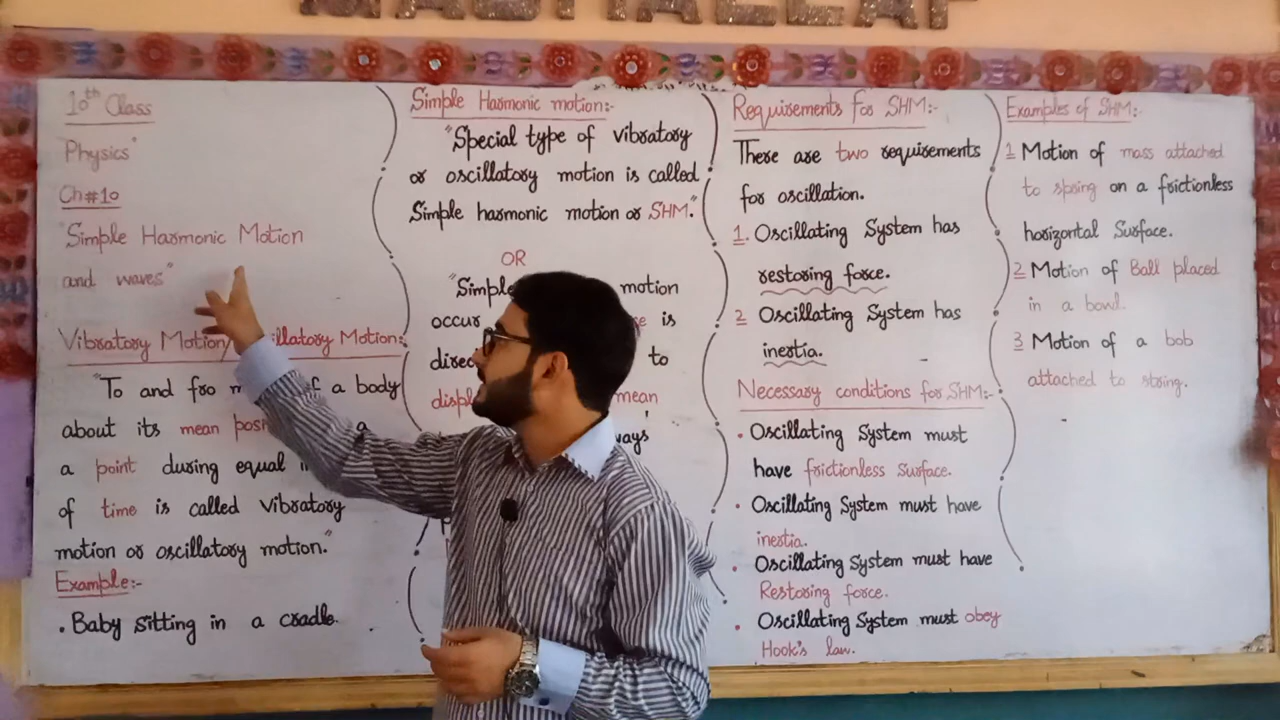 10th Class
Physics"
Ch#10
"Simple Harmonic Motion
and waves"
Vibratory Motion/ illatory Motion:-
"To and fro m f a body
about its mean posi a
a point during equal i
of time is called vibratory
motion or oscillatory motion."
Example:-
. Baby sitting in a cradle.
Simple Harmonic motion:-
"Special type of vibratory
or oscillatory motion is called
Simple harmonic motion or SHM."
OR
"Simple motion
occur is
direc to
displ mean
ways'
Requirements for SHM:-
There are two requirements
for oscillation.
1. Oscillating System has
restoring force.
2 Oscillating System has
inertia.
Necessary conditions for SHM:-
. Oscillating System must
have frictionless surface.
. Oscillating System must have
inertia.
. Oscillating System must have
Restoring force.
. Oscillating System must obey
Hook's law.
Examples of SHM:-
1 Motion of mass attached
to spring on a frictionless
horizontal Surface.
2 Motion of Ball placed
in a bowl.
3 Motion of a bob
attached to string.